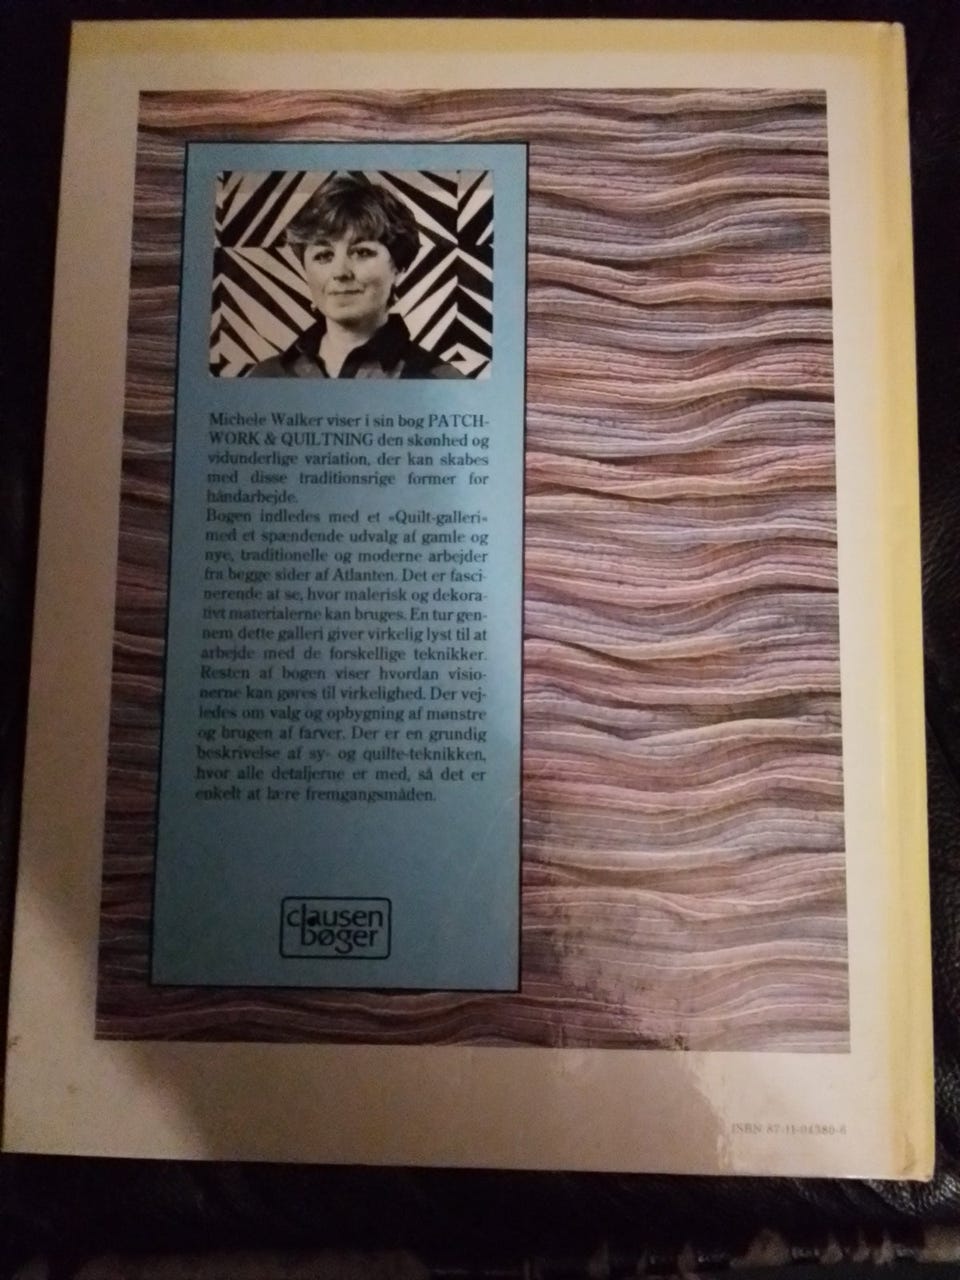 Michele Walker viser i sin bog PATCH-
WORK & QUILTNING den skønhed og
vidunderlige variation, der kan skabes
med disse traditionsrige former for
håndarbejde.
Bogen indledes med et »Quilt-galleri«
med et spændende udvalg af gamle og
nye, traditionelle og moderne arbejder
fra begge sider af Atlanten. Det er fasci-
nerende at se, hvor malerisk og dekora-
tivt materialerne kan bruges. En tur gen-
nem dette galleri giver virkelig lyst til at
arbejde med de forskellige teknikker.
Resten af bogen viser hvordan visio-
nerne kan gøres til virkelighed. Der vej-
ledes om valg og opbygning af mønstre
og brugen af farver. Der er en grundig
beskrivelse af sy- og quilte-teknikken,
hvor alle detaljerne er med, så det er
enkelt at lære fremgangsmåden.
clausen
bøger
ISBN 87-11-04380-6